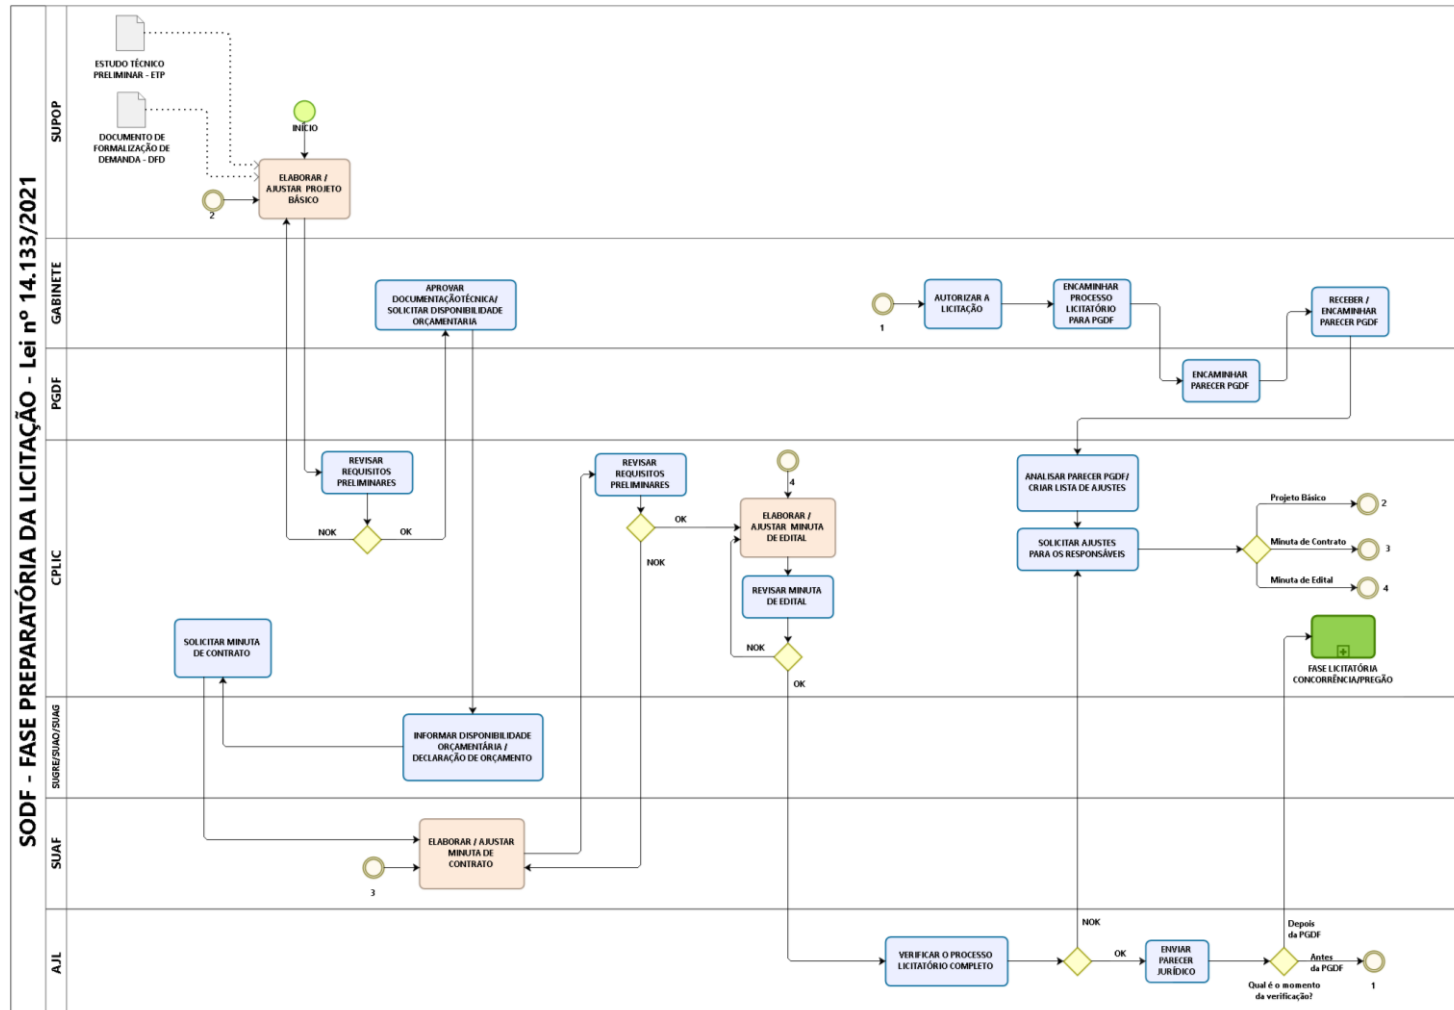 SODF - FASE PREPARATÓRIA DA LICITAÇÃO - Lei nº 14.133/2021
SUPOP
ESTUDO TÉCNICO
PRELIMINAR - ETP
DOCUMENTO DE
FORMALIZAÇÃO DE
DEMANDA - DFD
INÍCIO
ELABORAR /
AJUSTAR PROJETO
BÁSICO
2
GABINETE
APROVAR
DOCUMENTAÇÃOTÉCNICA/
SOLICITAR DISPONIBILIDADE
ORÇAMENTARIA
1
AUTORIZAR A
LICITAÇÃO
ENCAMINHAR
PROCESSO
LICITATÓRIO
PARA PGDF
RECEBER /
ENCAMINHAR
PARECER PGDF
PGDF
ENCAMINHAR
PARECER PGDF
CPLIC
REVISAR
REQUISITOS
PRELIMINARES
NOK
OK
REVISAR
REQUISITOS
PRELIMINARES
OK
NOK
4
ELABORAR /
AJUSTAR MINUTA
DE EDITAL
REVISAR MINUTA
DE EDITAL
NOK
OK
ANALISAR PARECER PGDF/
CRIAR LISTA DE AJUSTES
SOLICITAR AJUSTES
PARA OS RESPONSÁVEIS
Projeto Básico
2
Minuta de Contrato
3
Minuta de Edital
4
SOLICITAR MINUTA
DE CONTRATO
FASE LICITATÓRIA
CONCORRÊNCIA/PREGÃO
SUGRE/SUAO/SUAG
INFORMAR DISPONIBILIDADE
ORÇAMENTÁRIA /
DECLARAÇÃO DE ORÇAMENTO
SUAF
ELABORAR / AJUSTAR
MINUTA DE
CONTRATO
3
AJL
VERIFICAR O PROCESSO
LICITATÓRIO COMPLETO
NOK
OK
ENVIAR
PARECER
JURÍDICO
Depois
da PGDF
Antes
da PGDF
Qual é o momento
da verificação?
1